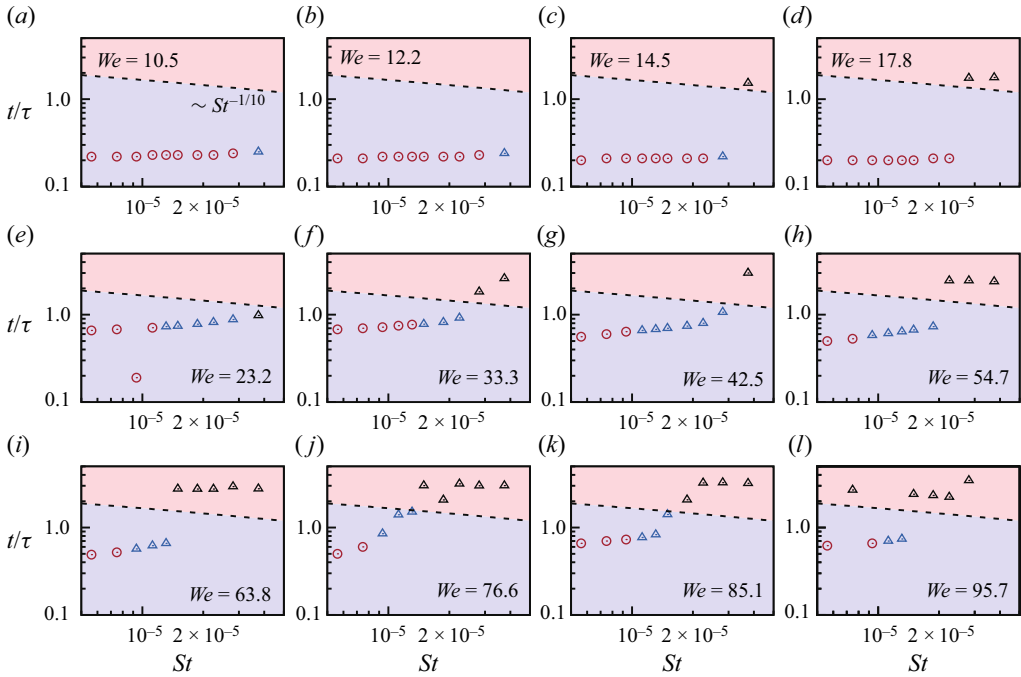 (a) (b) (c) (d)
We = 10.5 We = 12.2 We = 14.5 We = 17.8
t/τ 1.0 1.0 1.0 1.0
∼ St^{-1/10}
0.1 0.1 0.1 0.1
10^{-5} 2 × 10^{-5} 10^{-5} 2 × 10^{-5} 10^{-5} 2 × 10^{-5} 10^{-5} 2 × 10^{-5}
(e) (f) (g) (h)
t/τ 1.0 1.0 1.0 1.0
We = 23.2 We = 33.3 We = 42.5 We = 54.7
0.1 0.1 0.1 0.1
10^{-5} 2 × 10^{-5} 10^{-5} 2 × 10^{-5} 10^{-5} 2 × 10^{-5} 10^{-5} 2 × 10^{-5}
(i) (j) (k) (l)
t/τ 1.0 1.0 1.0 1.0
We = 63.8 We = 76.6 We = 85.1 We = 95.7
0.1 0.1 0.1 0.1
10^{-5} 2 × 10^{-5} 10^{-5} 2 × 10^{-5} 10^{-5} 2 × 10^{-5} 10^{-5} 2 × 10^{-5}
St St St St